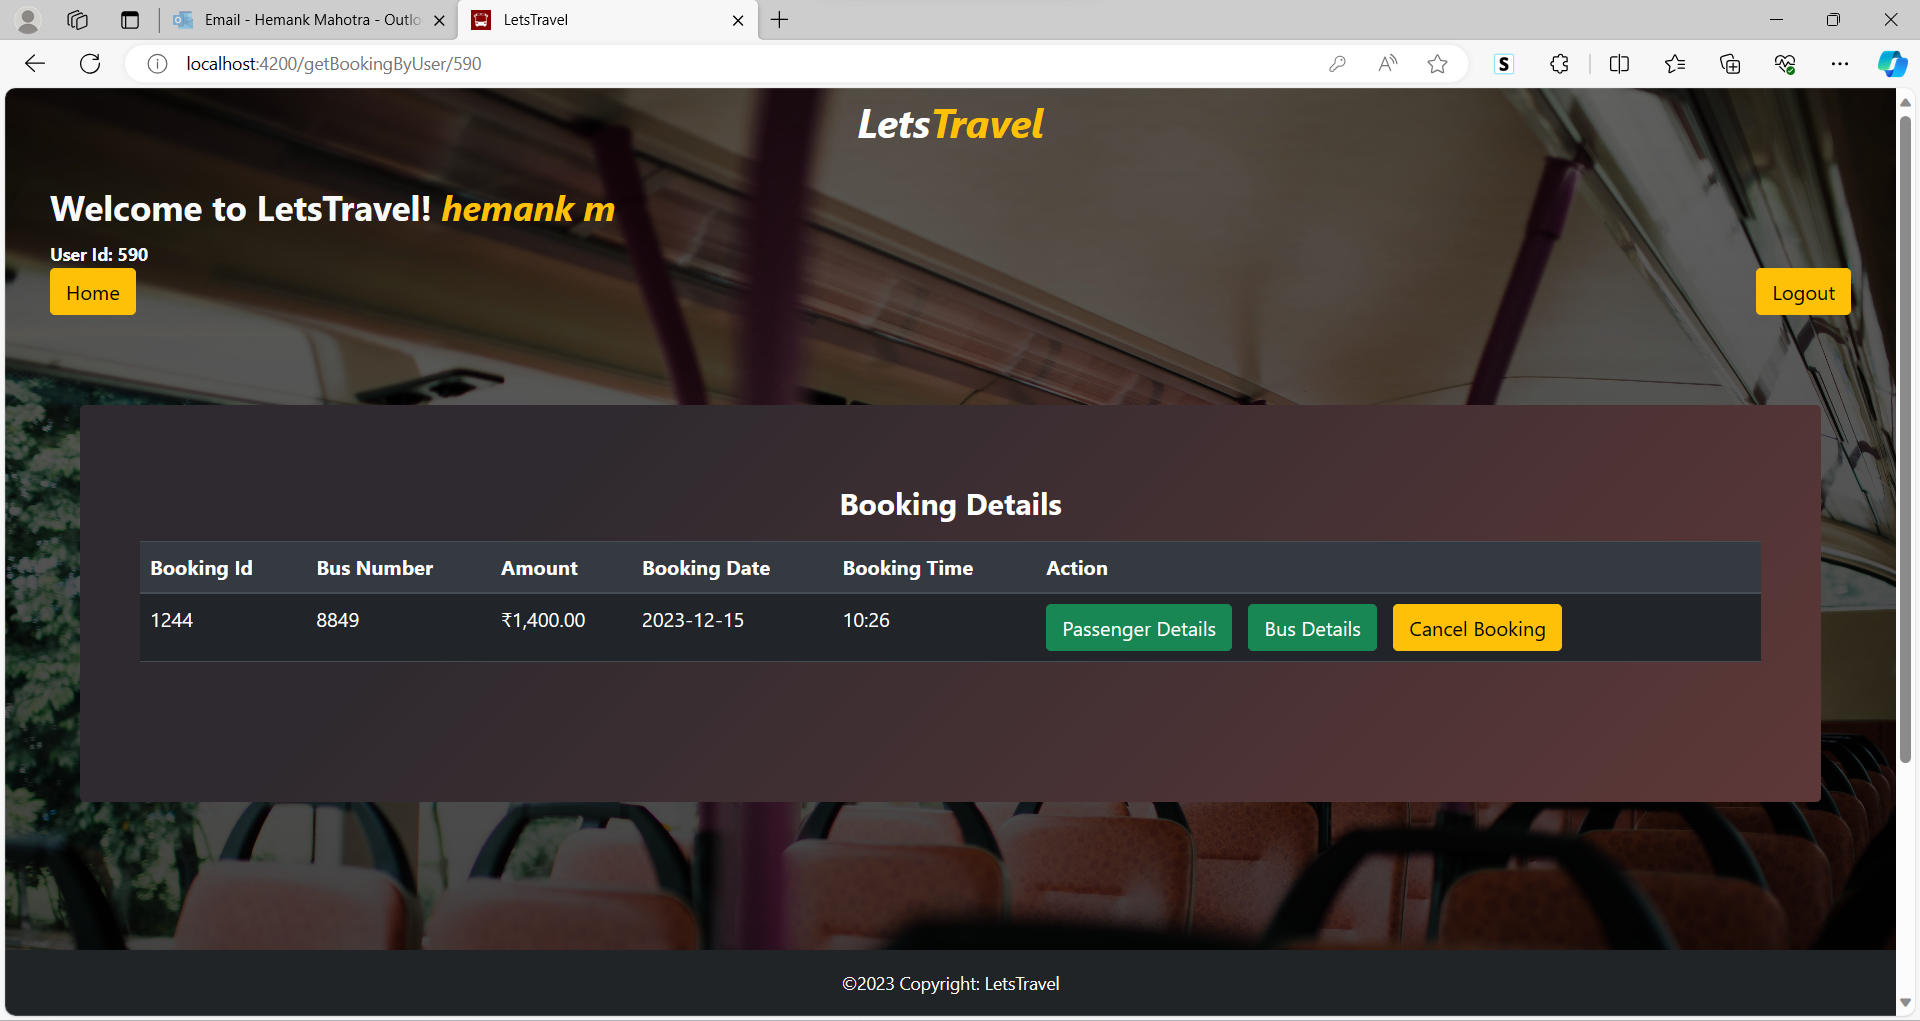 Email - Hemank Mahotra - Outlo
LetsTravel
localhost:4200/getBookingByUser/590
LetsTravel
Welcome to LetsTravel! hemank m
User Id: 590
Home
Logout
Booking Details
Booking Id Bus Number Amount Booking Date Booking Time Action
1244 8849 ₹1,400.00 2023-12-15 10:26 Passenger Details Bus Details Cancel Booking
©2023 Copyright: LetsTravel